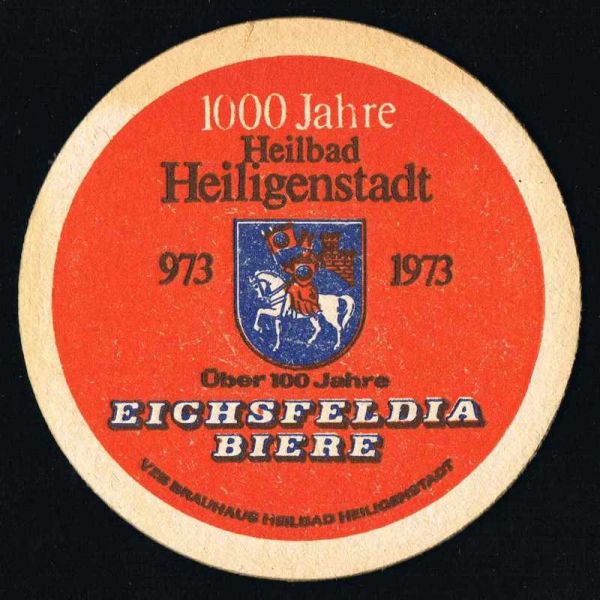 1000 Jahre
Heilbad
Heiligenstadt
973 1973
Über 100 Jahre
EICHSFELDIA
BIERE
VEB BRAUHAUS HEILBAD HEILIGENSTADT